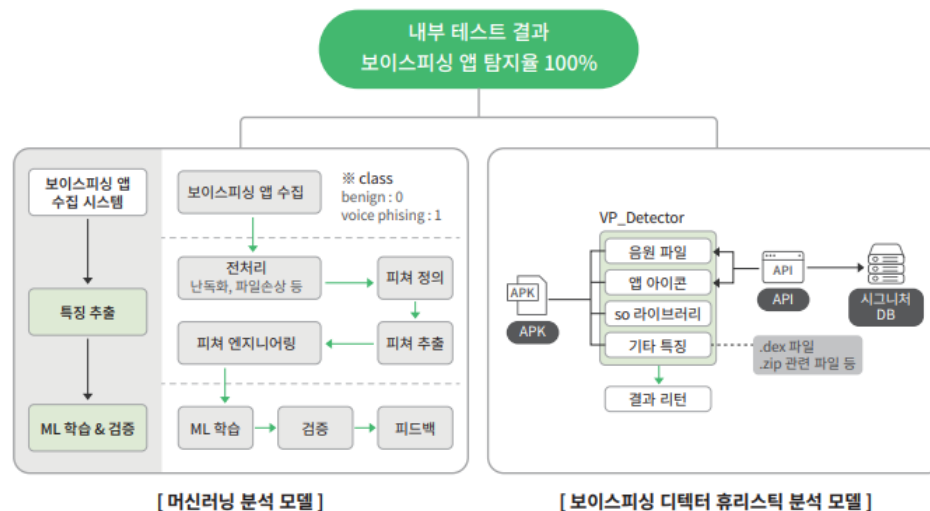 내부 테스트 결과
보이스피싱 앱 탐지율 100%
보이스피싱 앱
수집 시스템
특징 추출
ML 학습 & 검증
보이스피싱 앱 수집
※ class
benign : 0
voice phising : 1
전처리
난독화, 파일손상 등
피쳐 정의
피쳐 엔지니어링
피쳐 추출
ML 학습
검증
피드백
[ 머신러닝 분석 모델 ]
VP_Detector
음원 파일
앱 아이콘
so 라이브러리
기타 특징
결과 리턴
APK
APK
API
API
시그니처
DB
.dex 파일
.zip 관련 파일 등
[ 보이스피싱 디텍터 휴리스틱 분석 모델 ]